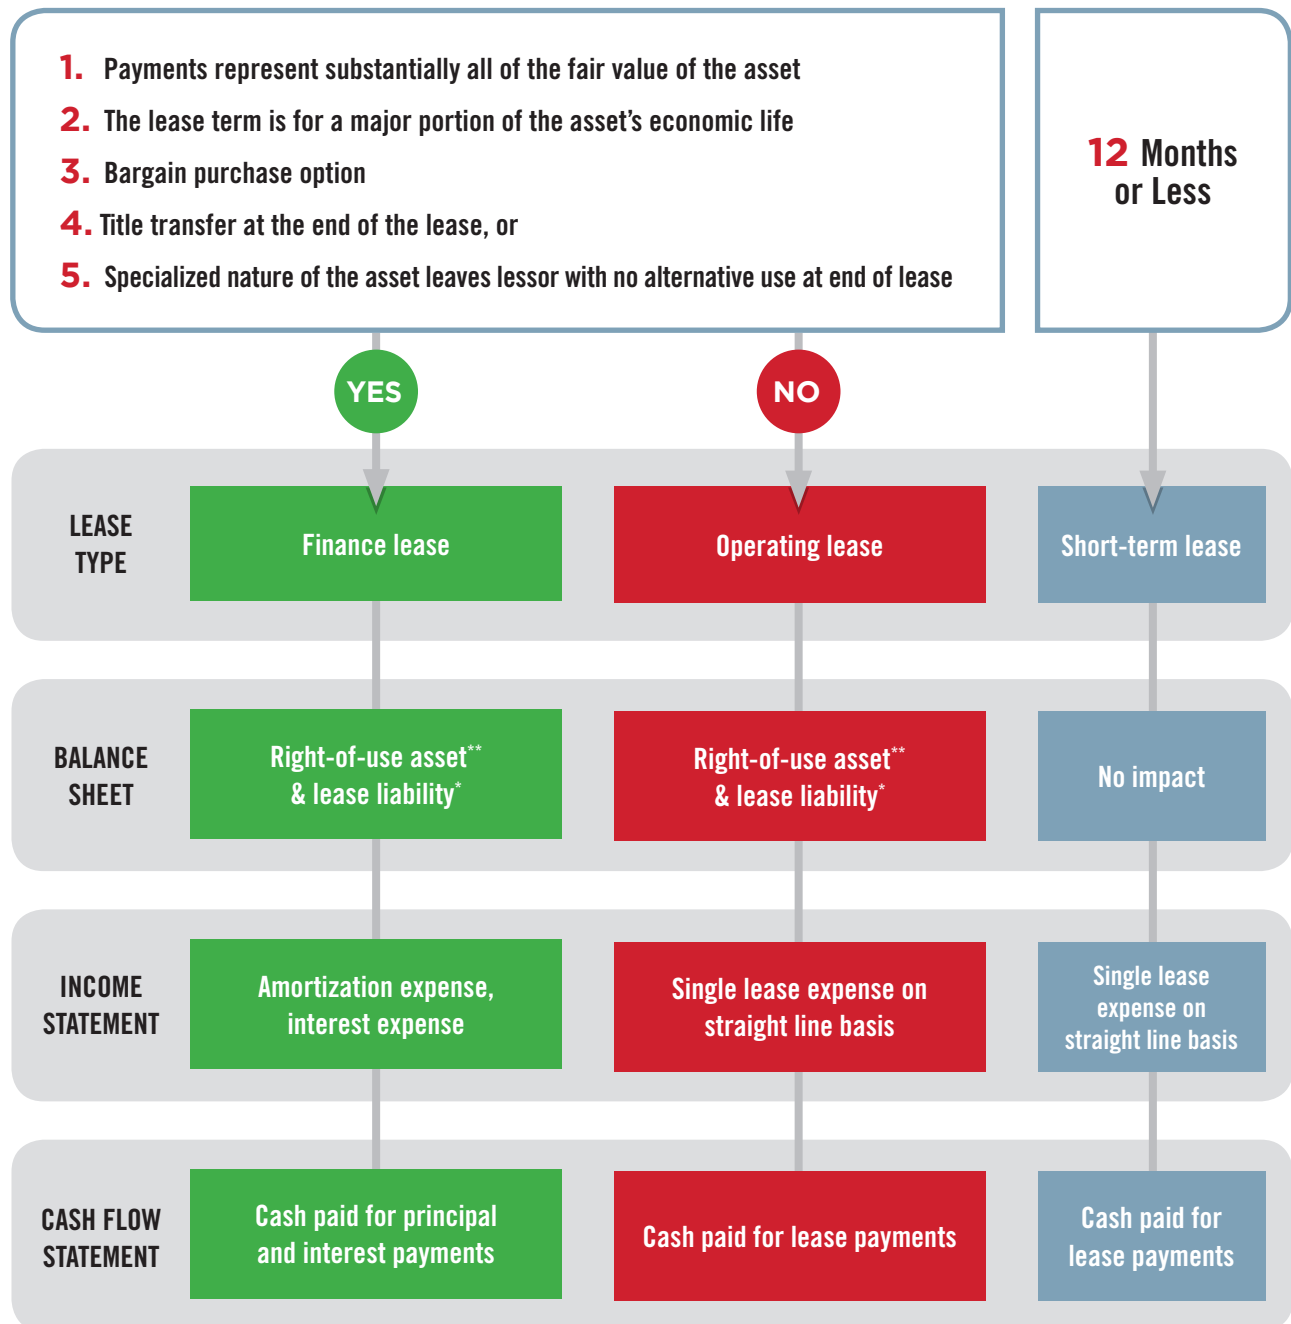 1. Payments represent substantially all of the fair value of the asset
2. The lease term is for a major portion of the asset’s economic life
3. Bargain purchase option
4. Title transfer at the end of the lease, or
5. Specialized nature of the asset leaves lessor with no alternative use at end of lease
12 Months
or Less
YES
NO
LEASE
TYPE
Finance lease
Operating lease
Short-term lease
BALANCE
SHEET
Right-of-use asset**
& lease liability*
Right-of-use asset**
& lease liability*
No impact
INCOME
STATEMENT
Amortization expense,
interest expense
Single lease expense on
straight line basis
Single lease
expense on
straight line basis
CASH FLOW
STATEMENT
Cash paid for principal
and interest payments
Cash paid for lease payments
Cash paid for
lease payments